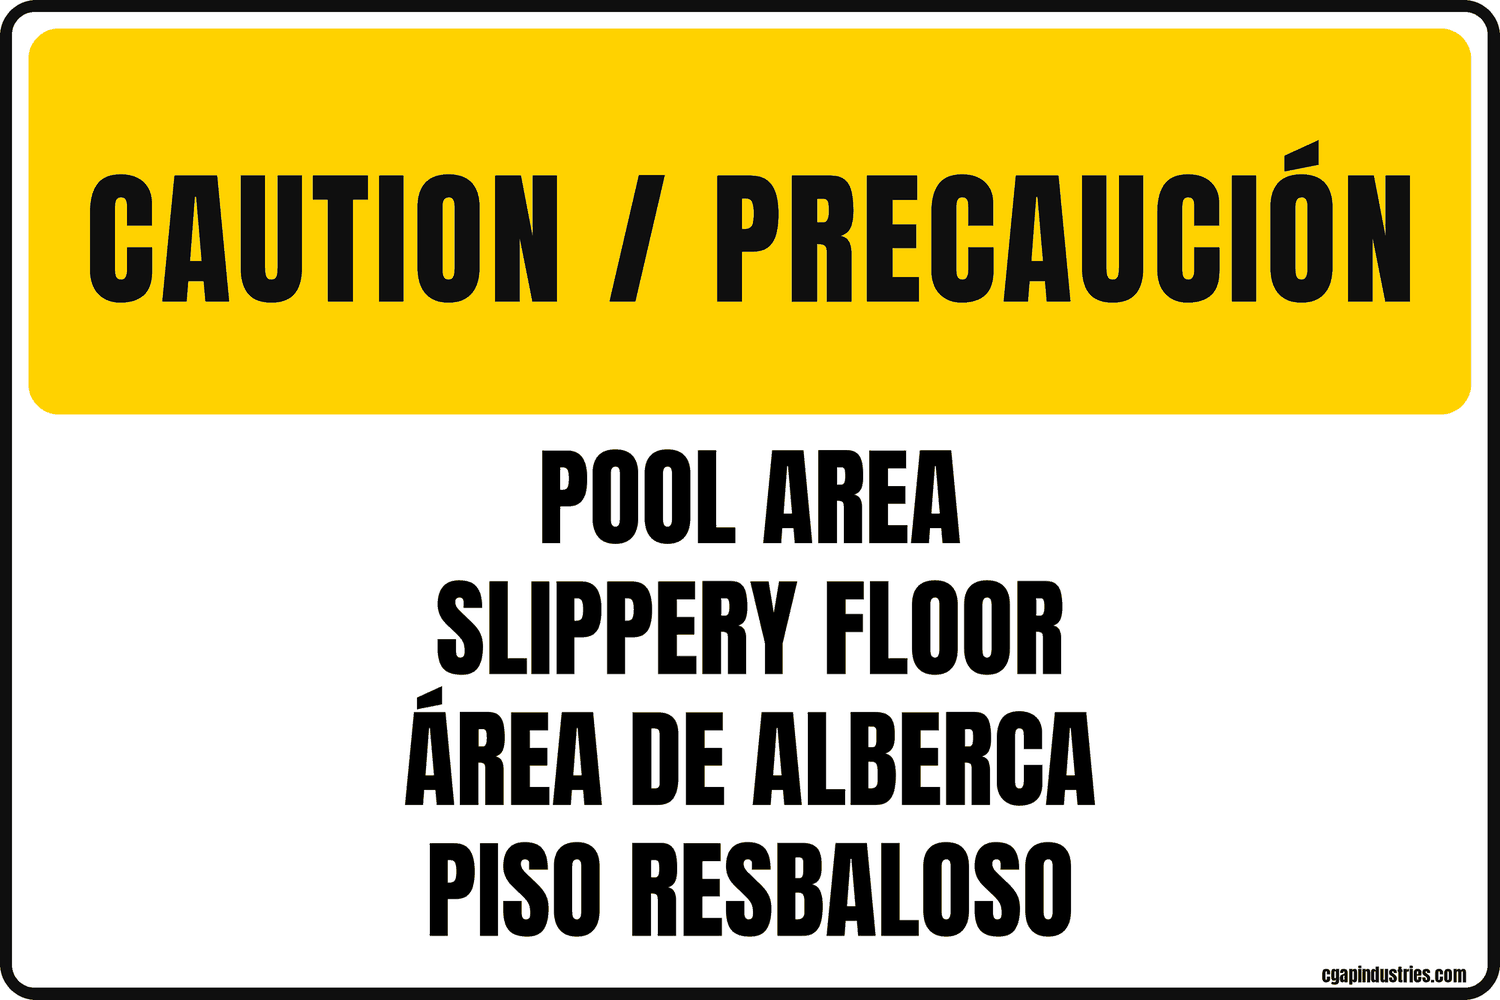 CAUTION / PRECAUCIÓN
POOL AREA
SLIPPERY FLOOR
ÁREA DE ALBERCA
PISO RESBALOSO
cgapindustries.com